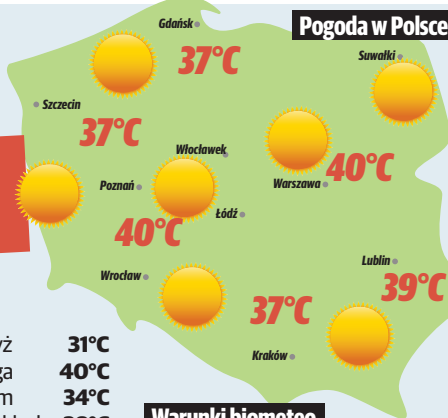 Pogoda w Polsce
Gdańsk
37°C
Suwałki
Szczecin
37°C
Włocławek
40°C
Warszawa
Poznań
Łódź
40°C
Wrocław
Lublin
39°C
37°C
Kraków
31°C
40°C
34°C
Warunki biometeo